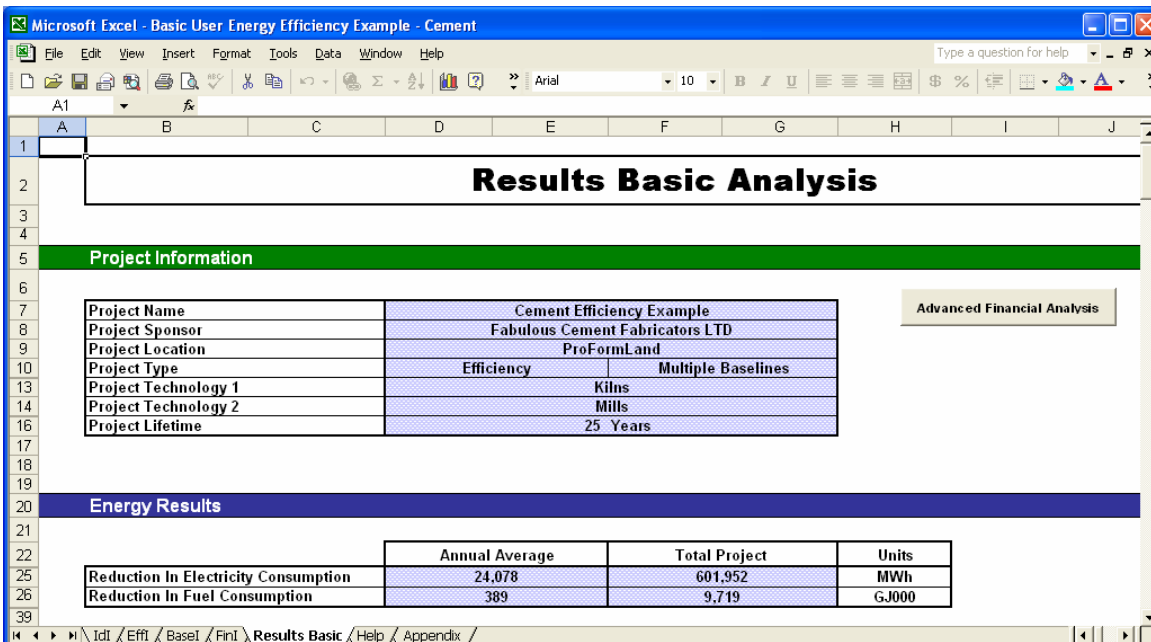 Microsoft Excel - Basic User Energy Efficiency Example - Cement
File Edit View Insert Format Tools Data Window Help Type a question for help
Arial 10 B I U $ %
A1 fx
A B C D E F G H I J
1
2 Results Basic Analysis
3
4
5 Project Information
6
7 Project Name Cement Efficiency Example Advanced Financial Analysis
8 Project Sponsor Fabulous Cement Fabricators LTD
9 Project Location ProFormLand
10 Project Type Efficiency Multiple Baselines
13 Project Technology 1 Kilns
14 Project Technology 2 Mills
16 Project Lifetime 25 Years
17
18
19
20 Energy Results
21
22 Annual Average Total Project Units
25 Reduction In Electricity Consumption 24,078 601,952 MWh
26 Reduction In Fuel Consumption 389 9,719 GJ000
39
IdI / EffI / BaseI / FinI \ Results Basic / Help / Appendix /